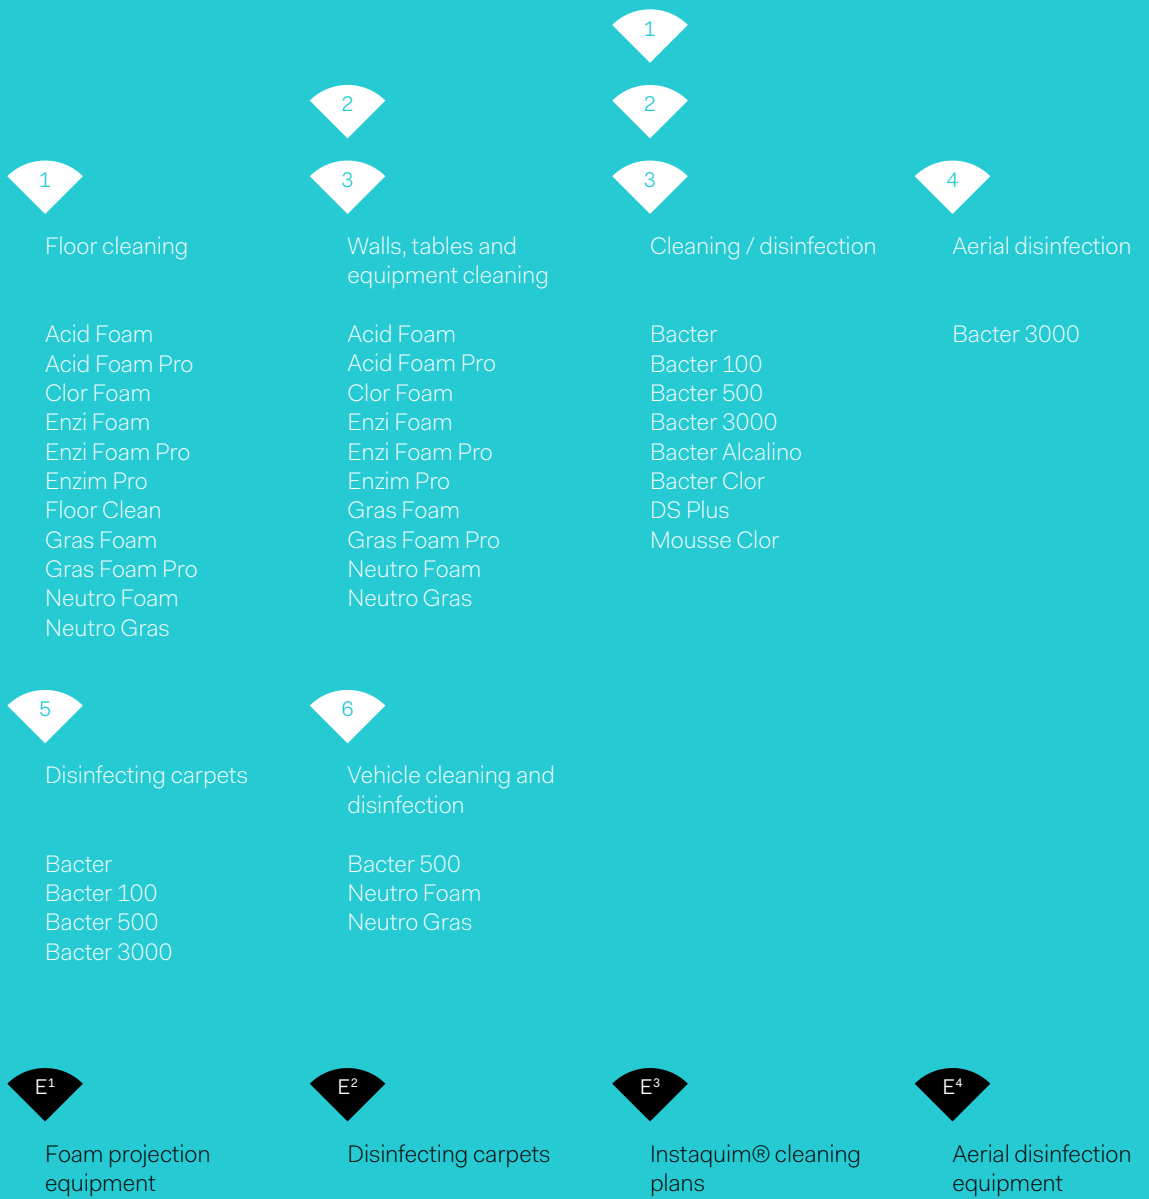 1
2
2
1
3
3
4
Floor cleaning
Walls, tables and
equipment cleaning
Cleaning / disinfection
Aerial disinfection
Acid Foam
Acid Foam Pro
Clor Foam
Enzi Foam
Enzi Foam Pro
Enzim Pro
Floor Clean
Gras Foam
Gras Foam Pro
Neutro Foam
Neutro Gras
Acid Foam
Acid Foam Pro
Clor Foam
Enzi Foam
Enzi Foam Pro
Enzim Pro
Gras Foam
Gras Foam Pro
Neutro Foam
Neutro Gras
Bacter
Bacter 100
Bacter 500
Bacter 3000
Bacter Alcalino
Bacter Clor
DS Plus
Mousse Clor
Bacter 3000
5
Disinfecting carpets
Bacter
Bacter 100
Bacter 500
Bacter 3000
6
Vehicle cleaning and
disinfection
Bacter 500
Neutro Foam
Neutro Gras
E¹
Foam projection
equipment
E²
Disinfecting carpets
E³
Instaquim® cleaning
plans
E⁴
Aerial disinfection
equipment